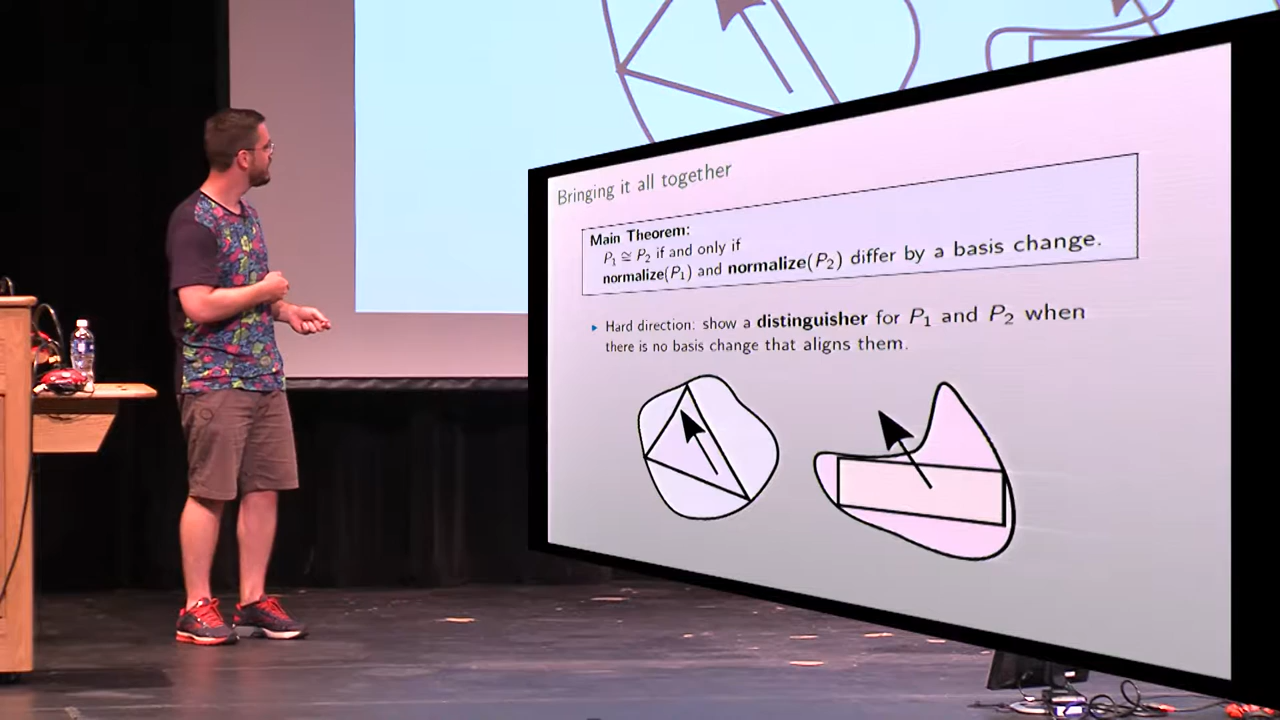 Bringing it all together
Main Theorem:
P₁ ≅ P₂ if and only if
normalize(P₁) and normalize(P₂) differ by a basis change.
▸ Hard direction: show a distinguisher for P₁ and P₂ when
there is no basis change that aligns them.